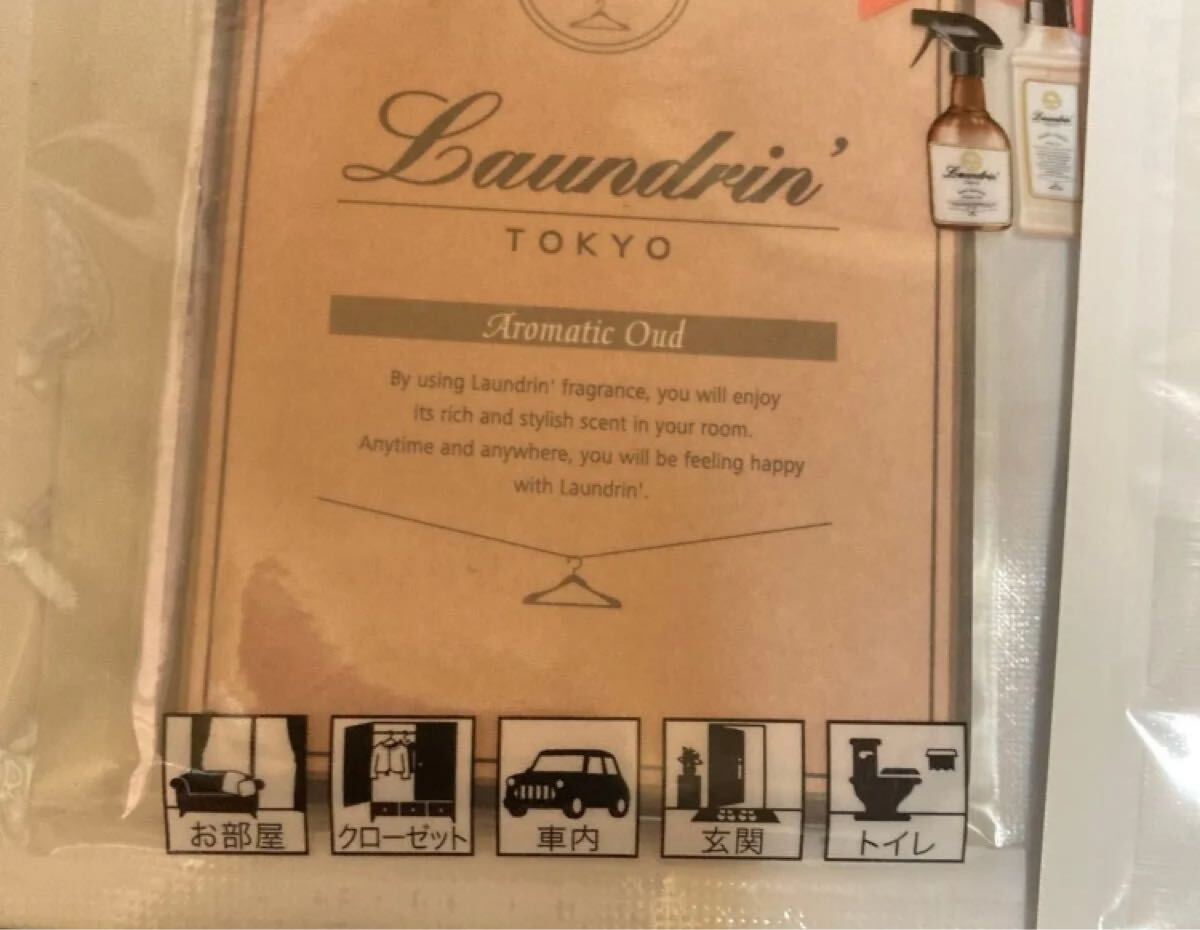 Laundrin'
TOKYO
Aromatic Oud
By using Laundrin' fragrance, you will enjoy
its rich and stylish scent in your room.
Anytime and anywhere, you will be feeling happy
with Laundrin'.
Laundrin'
Laundrin'
お部屋
クローゼット
車内
玄関
トイレ